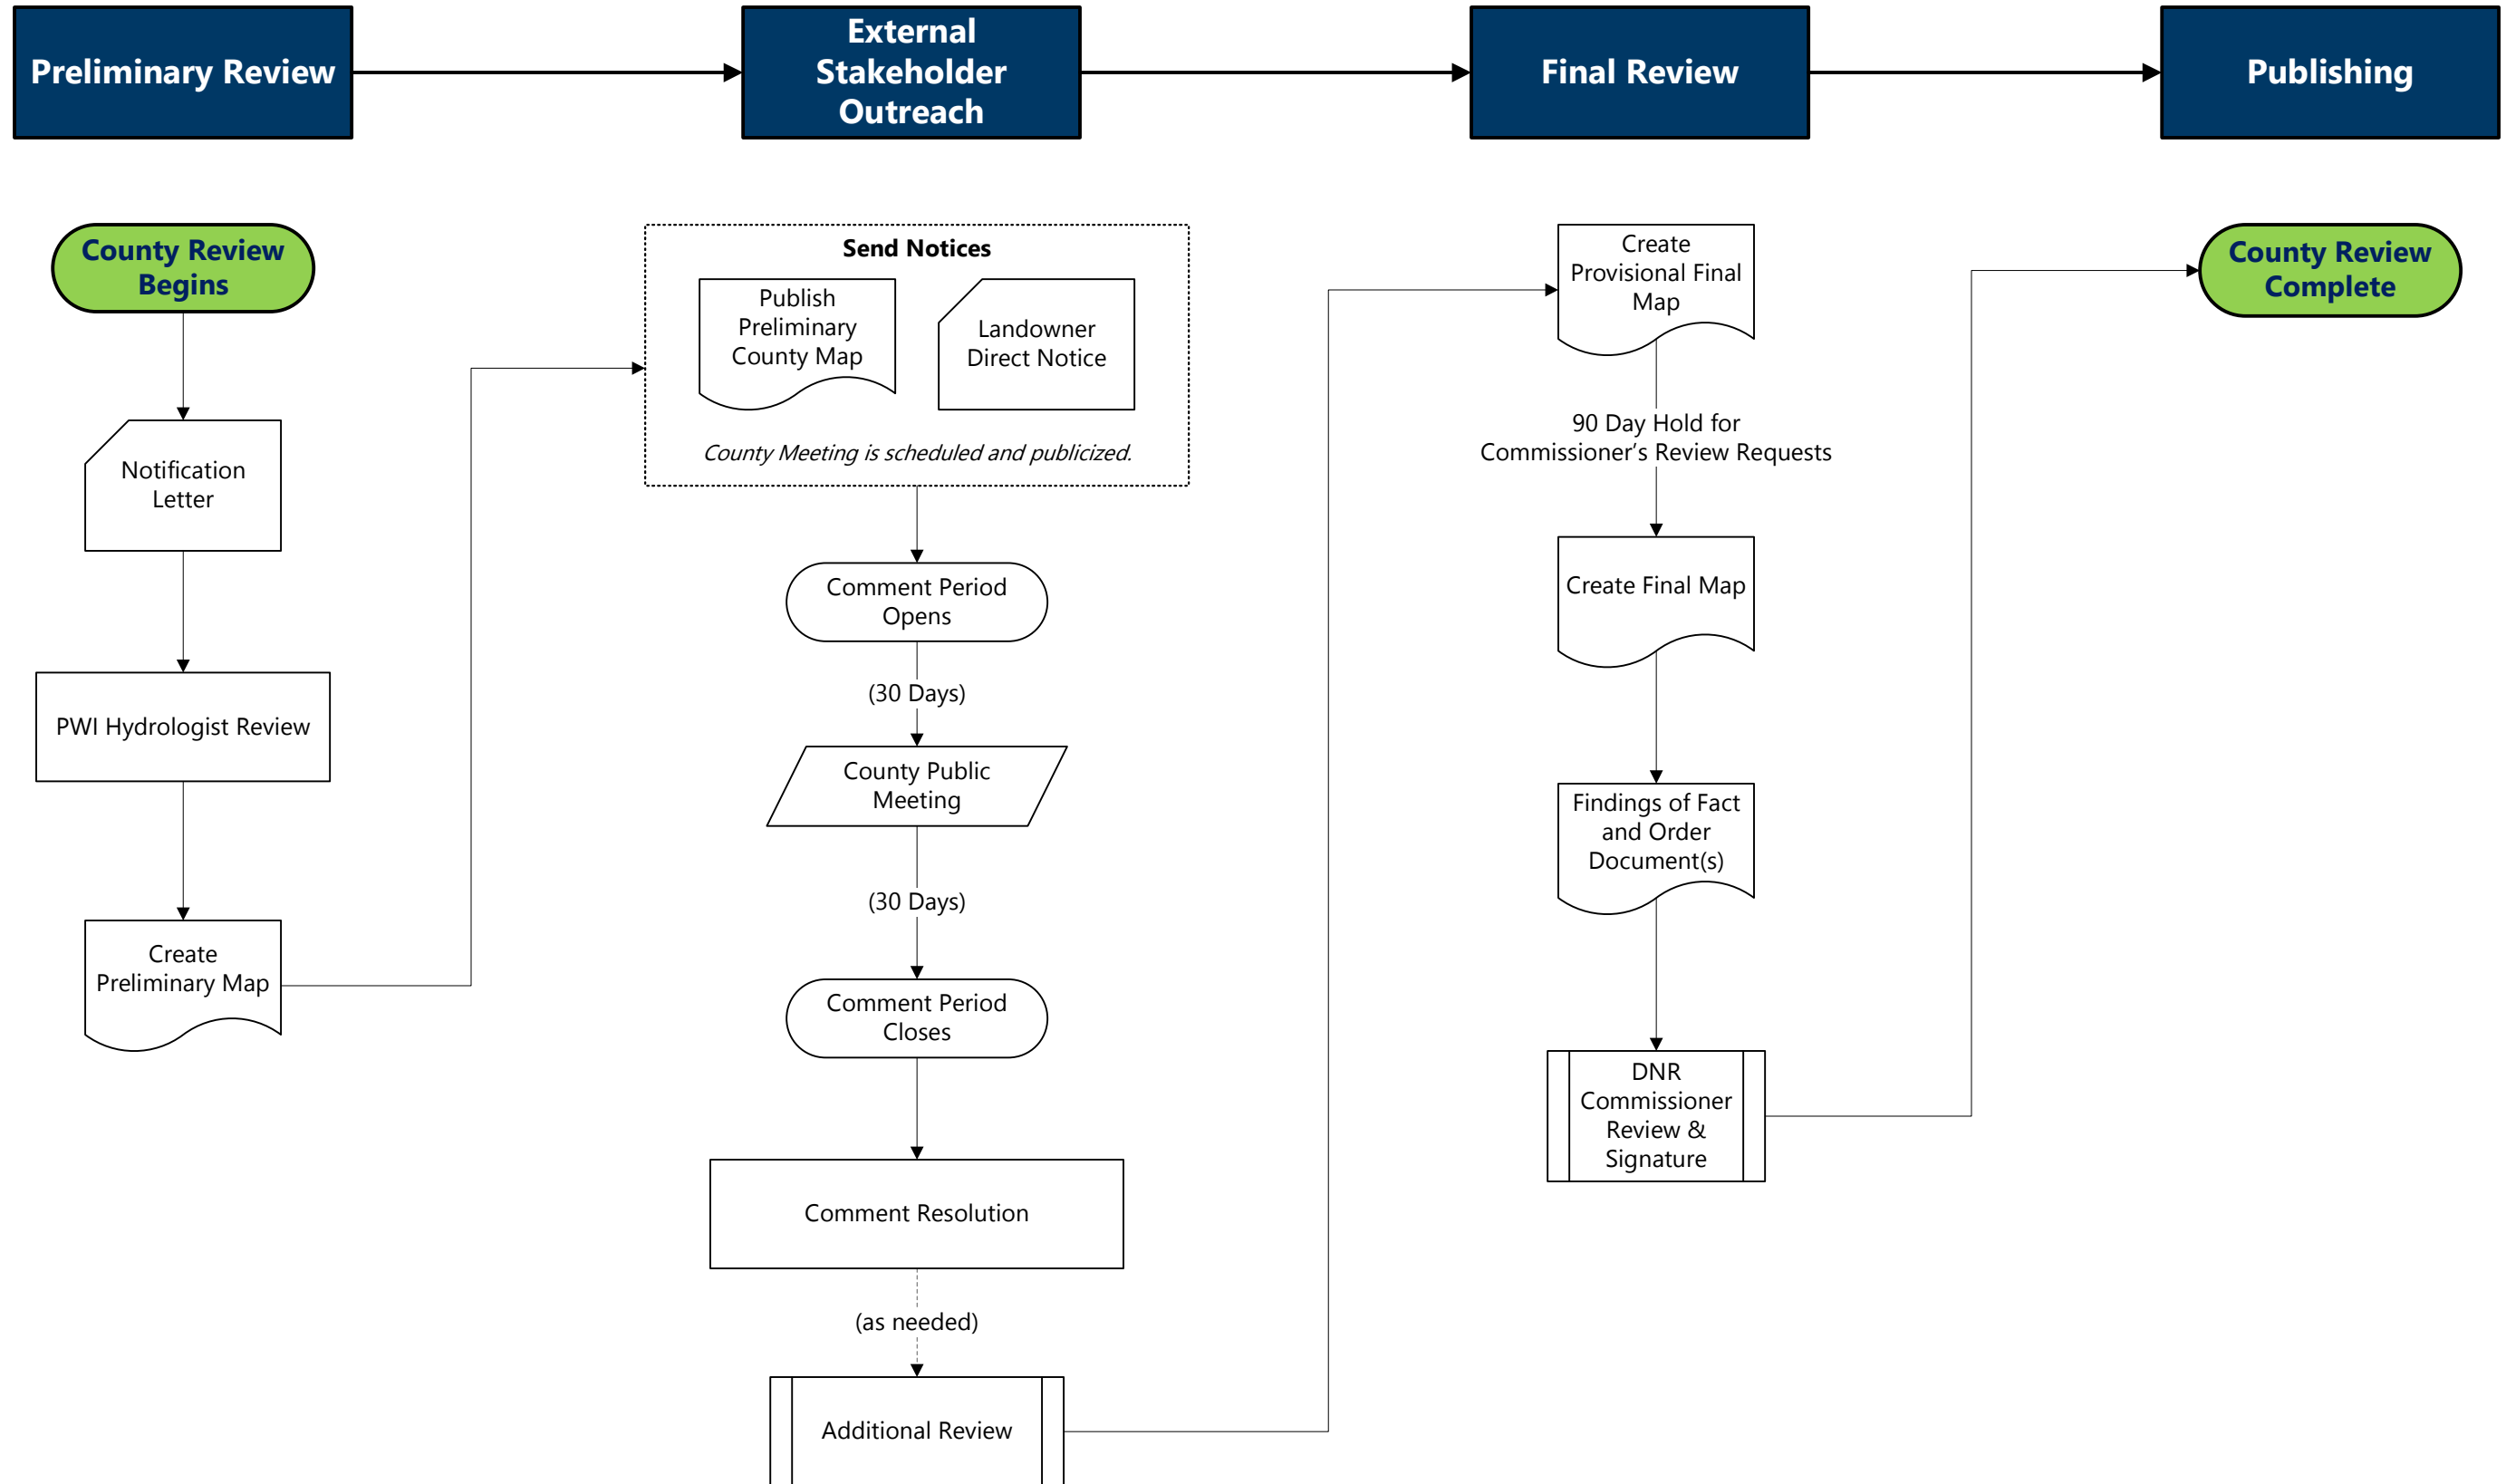 Preliminary Review
External
Stakeholder
Outreach
Final Review
Publishing
County Review
Begins
Notification
Letter
PWI Hydrologist Review
Create
Preliminary Map
Send Notices
Publish
Preliminary
County Map
Landowner
Direct Notice
County Meeting is scheduled and publicized.
Comment Period
Opens
(30 Days)
County Public
Meeting
(30 Days)
Comment Period
Closes
Comment Resolution
(as needed)
Additional Review
Create
Provisional Final
Map
90 Day Hold for
Commissioner’s Review Requests
Create Final Map
Findings of Fact
and Order
Document(s)
DNR
Commissioner
Review &
Signature
County Review
Complete